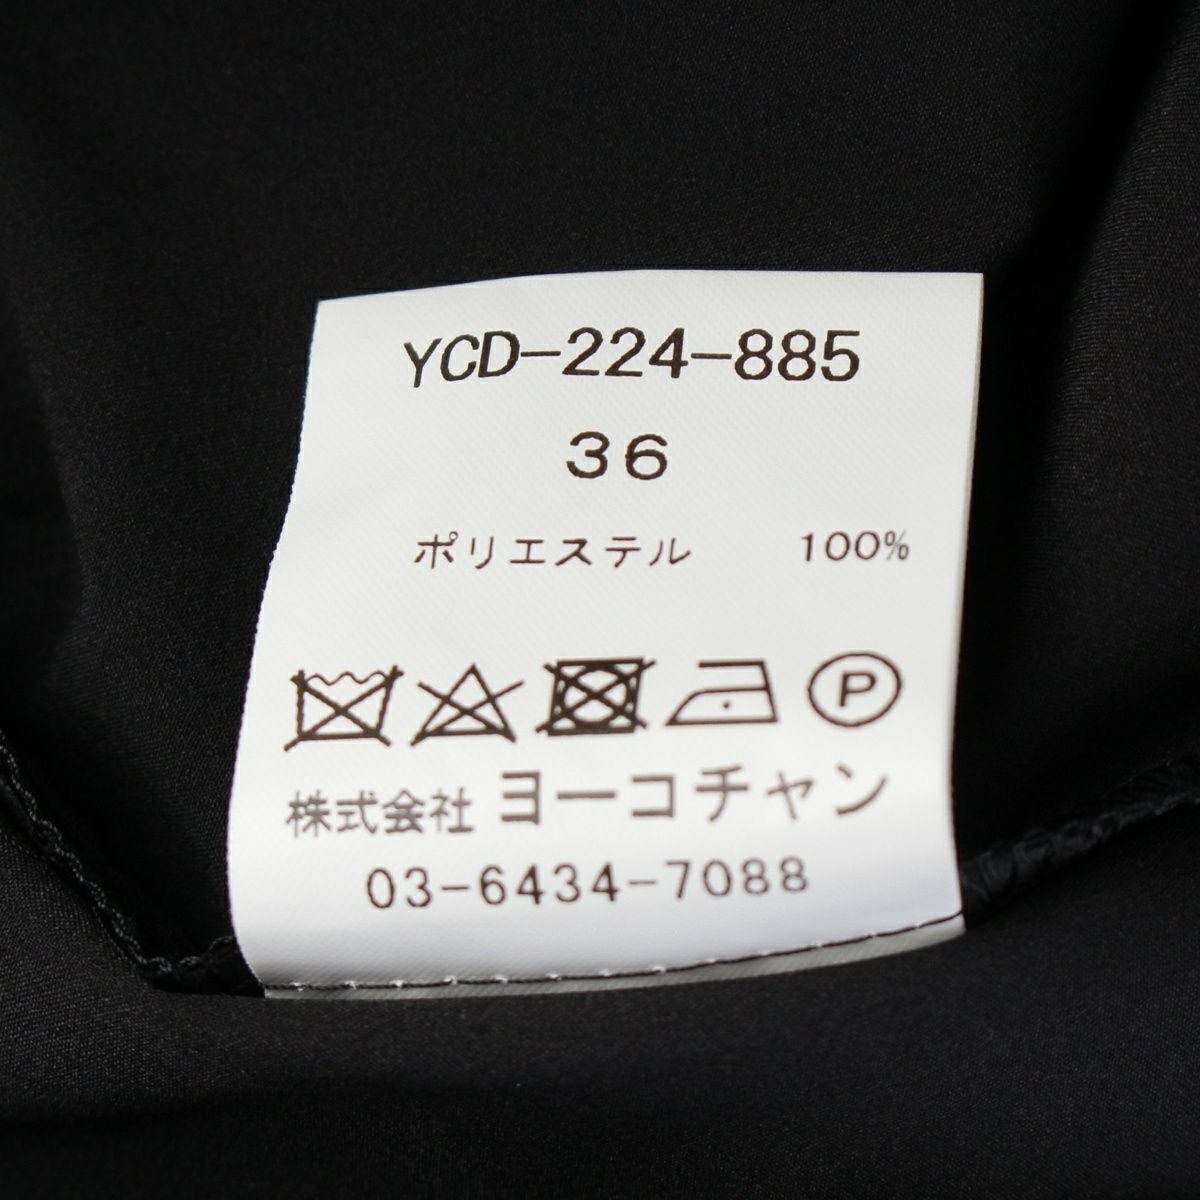 YCD-224-885
36
ポリエステル 100%
P
株式会社 ヨーコチャン
03-6434-7088